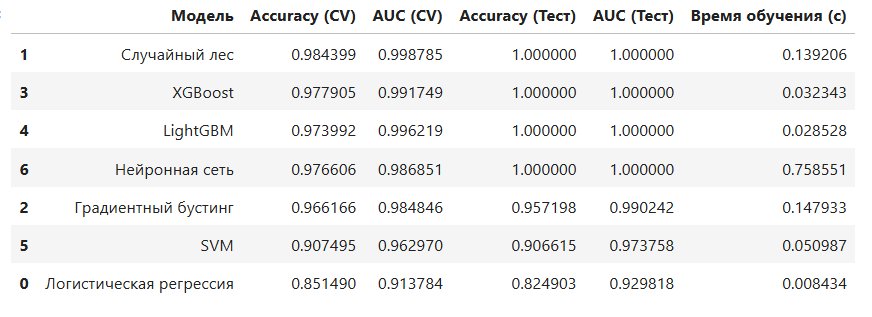 Модель Accuracy (CV) AUC (CV) Accuracy (Тест) AUC (Тест) Время обучения (с)
1 Случайный лес 0.984399 0.998785 1.000000 1.000000 0.139206
3 XGBoost 0.977905 0.991749 1.000000 1.000000 0.032343
4 LightGBM 0.973992 0.996219 1.000000 1.000000 0.028528
6 Нейронная сеть 0.976606 0.986851 1.000000 1.000000 0.758551
2 Градиентный бустинг 0.966166 0.984846 0.957198 0.990242 0.147933
5 SVM 0.907495 0.962970 0.906615 0.973758 0.050987
0 Логистическая регрессия 0.851490 0.913784 0.824903 0.929818 0.008434